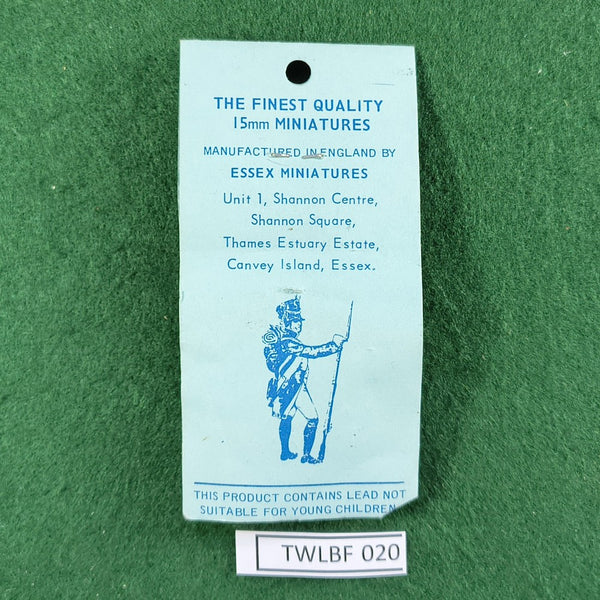 THE FINEST QUALITY
15mm MINIATURES
MANUFACTURED IN ENGLAND BY
ESSEX MINIATURES
Unit 1, Shannon Centre,
Shannon Square,
Thames Estuary Estate,
Canvey Island, Essex.
THIS PRODUCT CONTAINS LEAD NOT
SUITABLE FOR YOUNG CHILDREN
TWLBF 020